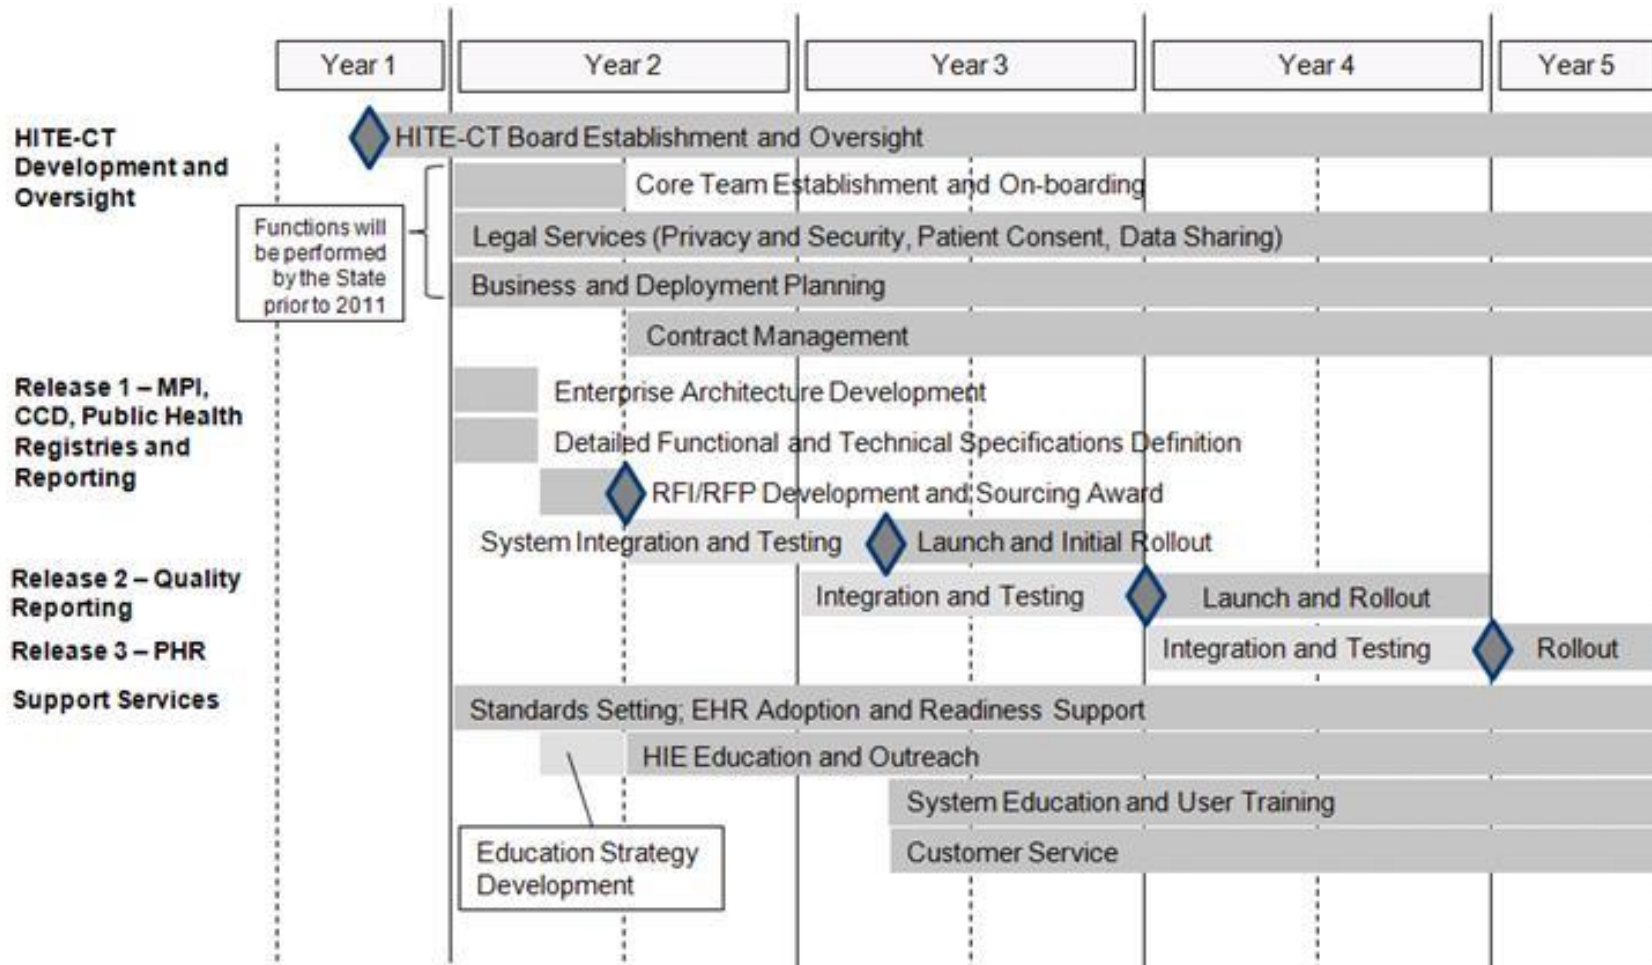 Year 1
Year 2
Year 3
Year 4
Year 5
HITE-CT
Development and
Oversight
HITE-CT Board Establishment and Oversight
Core Team Establishment and On-boarding
Functions will
be performed
by the State
prior to 2011
Legal Services (Privacy and Security, Patient Consent, Data Sharing)
Business and Deployment Planning
Contract Management
Release 1 – MPI,
CCD, Public Health
Registries and
Reporting
Enterprise Architecture Development
Detailed Functional and Technical Specifications Definition
RFI/RFP Development and Sourcing Award
System Integration and Testing
Launch and Initial Rollout
Release 2 – Quality
Reporting
Integration and Testing
Launch and Rollout
Release 3 – PHR
Integration and Testing
Rollout
Support Services
Standards Setting; EHR Adoption and Readiness Support
HIE Education and Outreach
System Education and User Training
Education Strategy
Development
Customer Service